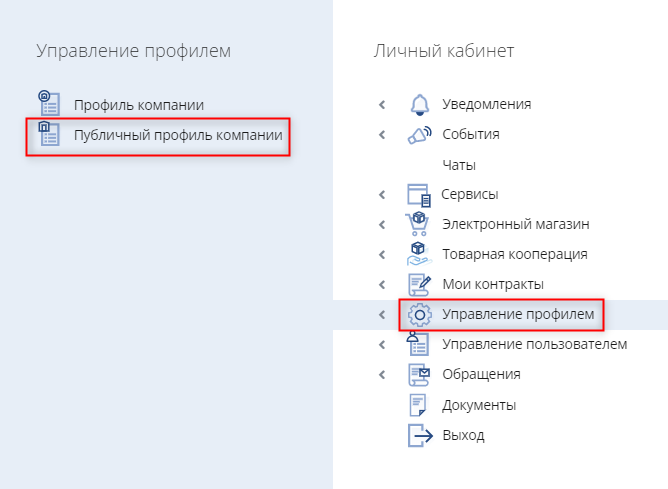 Управление профилем
Профиль компании
Публичный профиль компании
Личный кабинет
Уведомления
События
Чаты
Сервисы
Электронный магазин
Товарная кооперация
Мои контракты
Управление профилем
Управление пользователем
Обращения
Документы
Выход